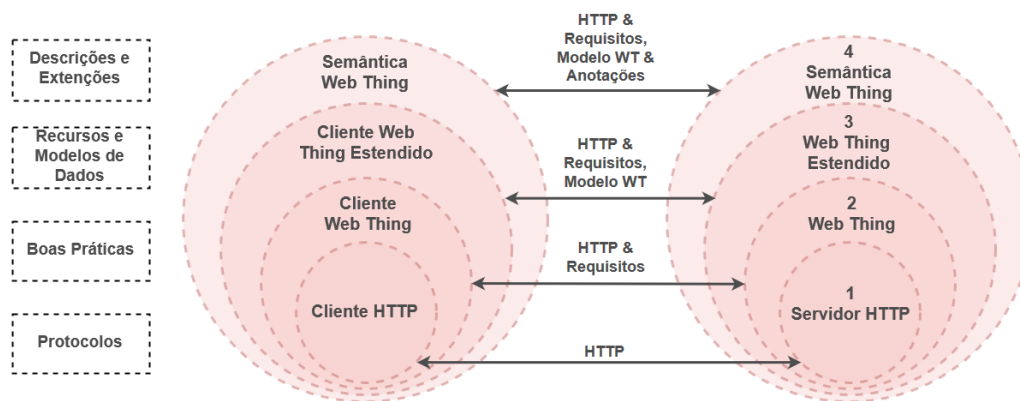 Descrições e
Extenções
Recursos e
Modelos de
Dados
Boas Práticas
Protocolos
Semântica
Web Thing
Cliente Web
Thing Estendido
Cliente
Web Thing
Cliente HTTP
HTTP &
Requisitos,
Modelo WT &
Anotações
HTTP &
Requisitos,
Modelo WT
HTTP &
Requisitos
HTTP
4
Semântica
Web Thing
3
Web Thing
Estendido
2
Web Thing
1
Servidor HTTP